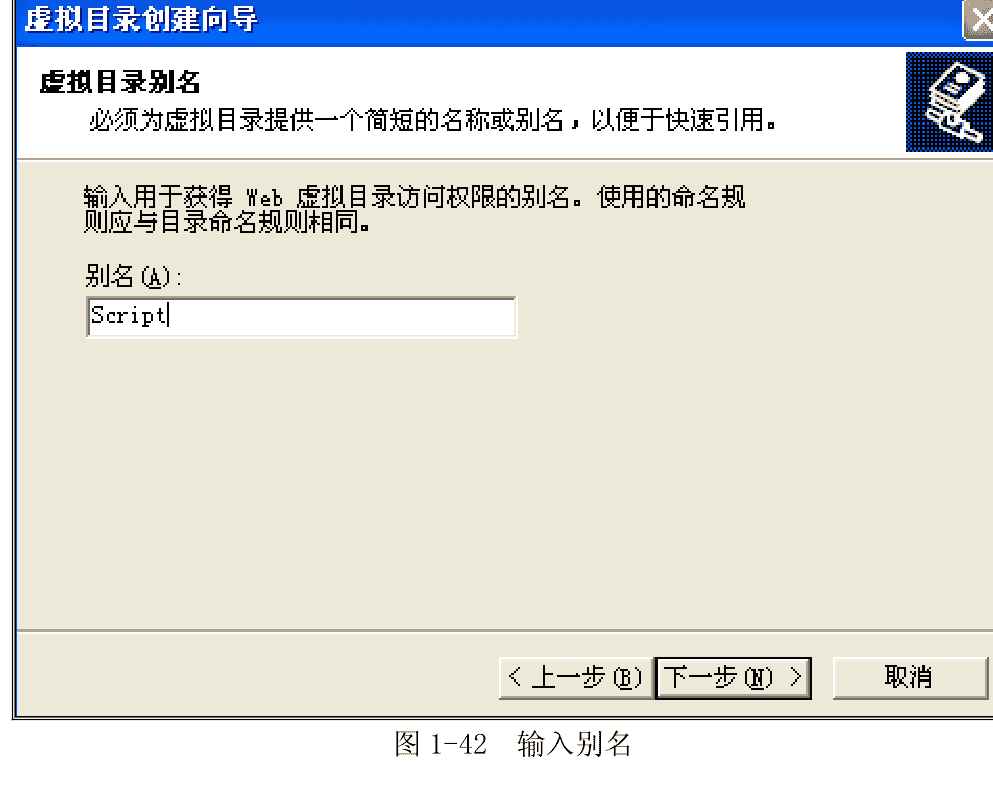 虚拟目录创建向导
虚拟目录别名
必须为虚拟目录提供一个简短的名称或别名，以便于快速引用。
输入用于获得 Web 虚拟目录访问权限的别名。使用的命名规
则应与目录命名规则相同。
别名(A):
Script
< 上一步(B) 下一步(N) > 取消
图 1-42 输入别名